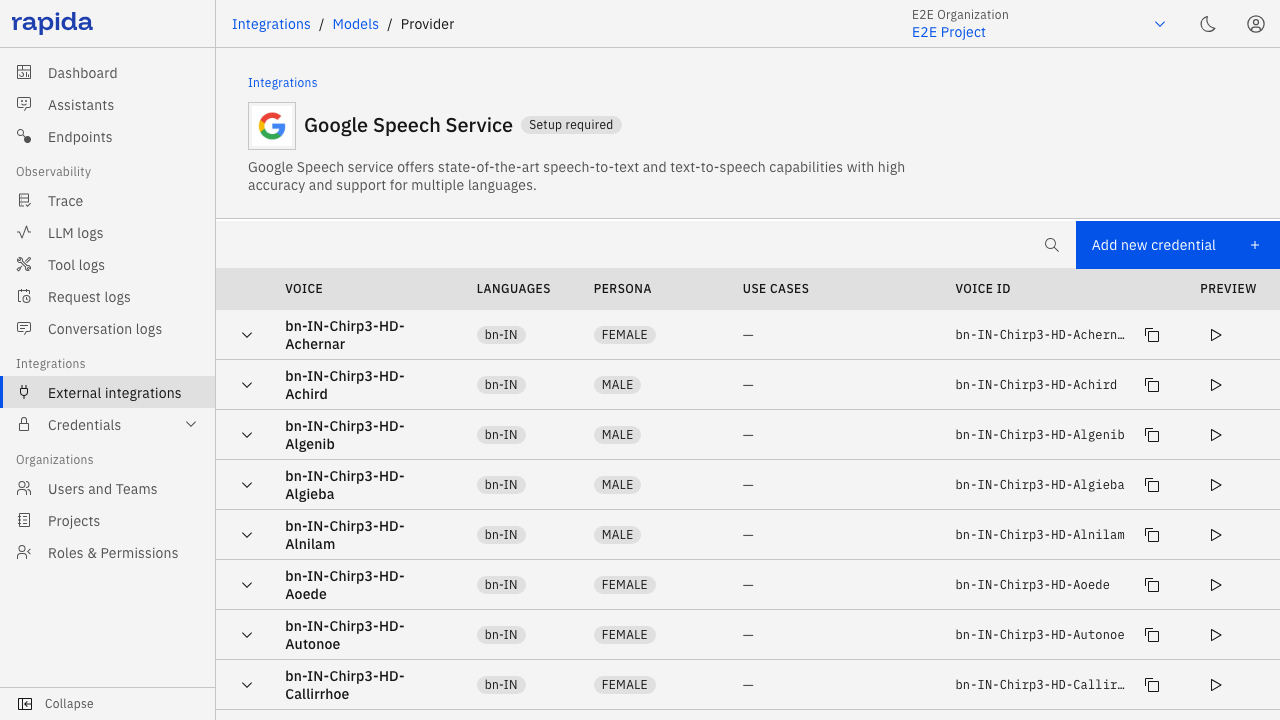 rapida
Integrations / Models / Provider
E2E Organization
E2E Project
Dashboard
Assistants
Endpoints
Observability
Trace
LLM logs
Tool logs
Request logs
Conversation logs
Integrations
External integrations
Credentials
Organizations
Users and Teams
Projects
Roles & Permissions
Collapse
Integrations
Google Speech Service Setup required
Google Speech service offers state-of-the-art speech-to-text and text-to-speech capabilities with high
accuracy and support for multiple languages.
Add new credential +
VOICE LANGUAGES PERSONA USE CASES VOICE ID PREVIEW
bn-IN-Chirp3-HD-
Achernar bn-IN FEMALE — bn-IN-Chirp3-HD-Achern…
bn-IN-Chirp3-HD-
Achird bn-IN MALE — bn-IN-Chirp3-HD-Achird
bn-IN-Chirp3-HD-
Algenib bn-IN MALE — bn-IN-Chirp3-HD-Algenib
bn-IN-Chirp3-HD-
Algieba bn-IN MALE — bn-IN-Chirp3-HD-Algieba
bn-IN-Chirp3-HD-
Alnilam bn-IN MALE — bn-IN-Chirp3-HD-Alnilam
bn-IN-Chirp3-HD-
Aoede bn-IN FEMALE — bn-IN-Chirp3-HD-Aoede
bn-IN-Chirp3-HD-
Autonoe bn-IN FEMALE — bn-IN-Chirp3-HD-Autonoe
bn-IN-Chirp3-HD-
Callirrhoe bn-IN FEMALE — bn-IN-Chirp3-HD-Callir…